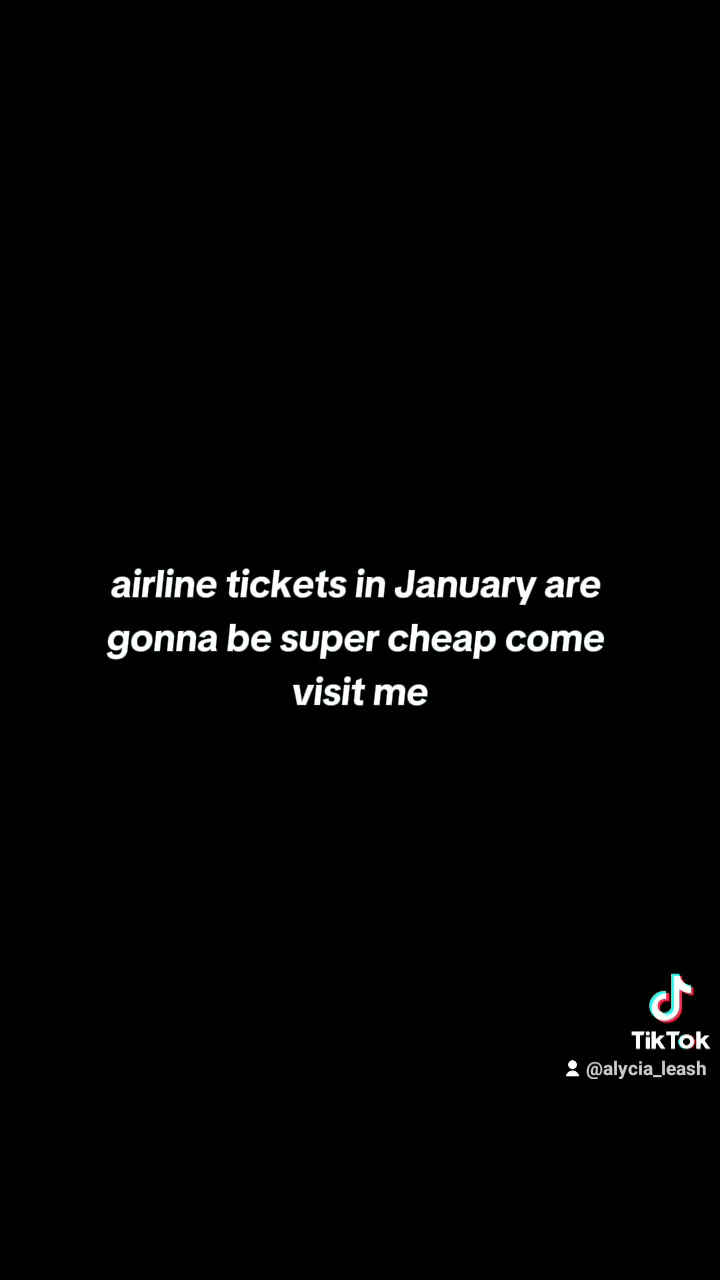 airline tickets in January are
gonna be super cheap come
visit me
TikTok
@alycia_leash